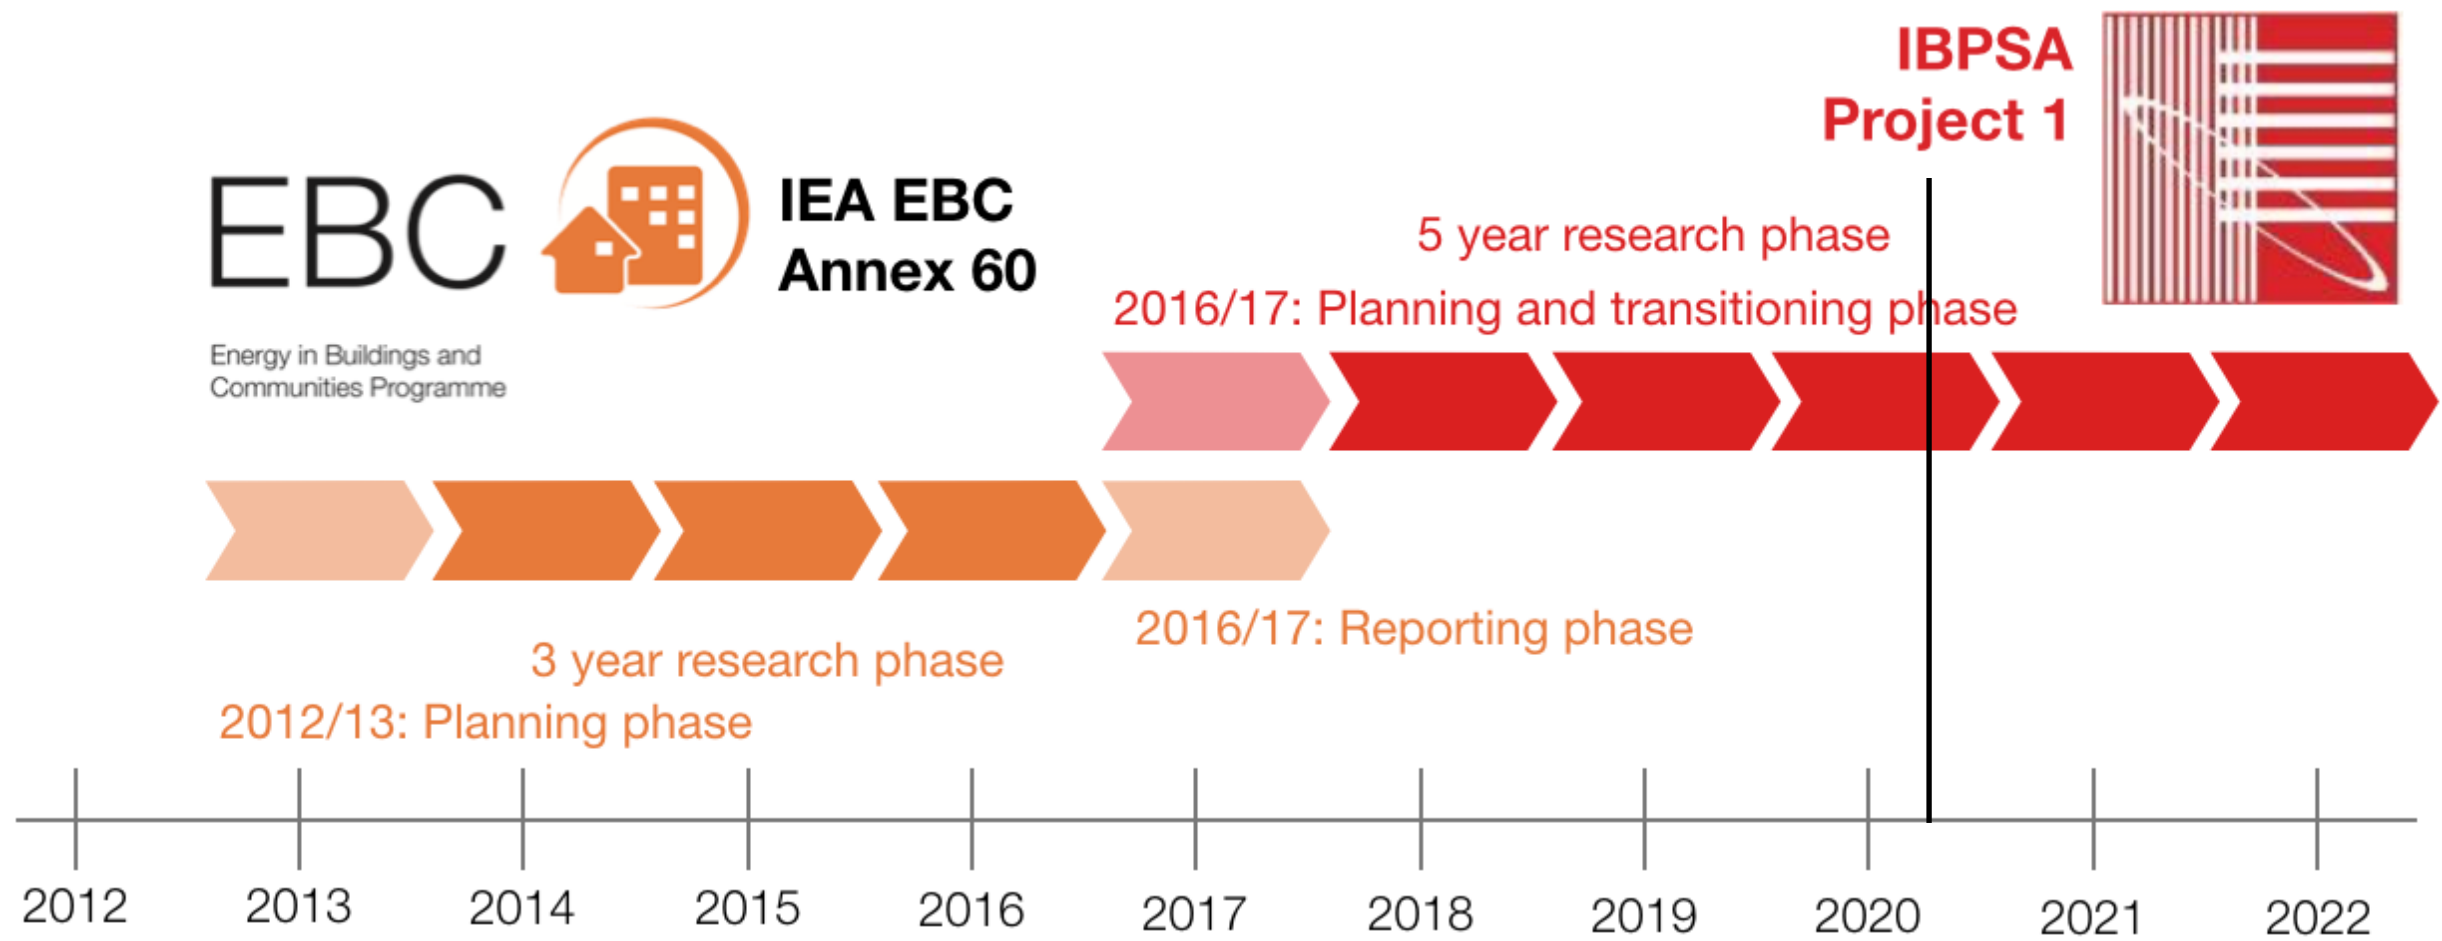 IBPSA
Project 1
EBC
IEA EBC
Annex 60
Energy in Buildings and
Communities Programme
5 year research phase
2016/17: Planning and transitioning phase
2016/17: Reporting phase
3 year research phase
2012/13: Planning phase
2012 2013 2014 2015 2016 2017 2018 2019 2020 2021 2022